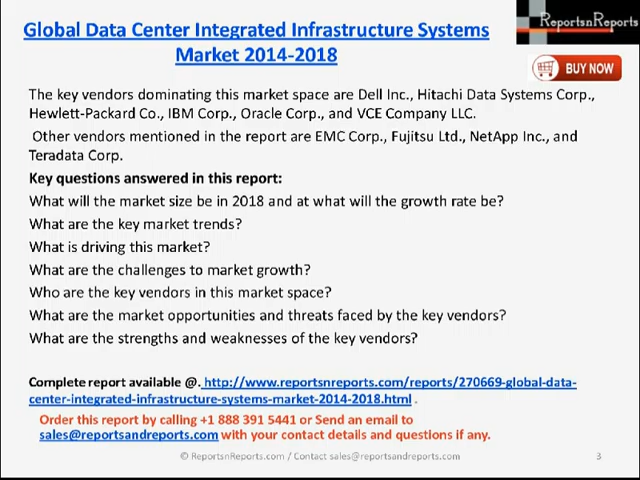 Global Data Center Integrated Infrastructure Systems
Market 2014-2018
ReportsnReports
BUY NOW
The key vendors dominating this market space are Dell Inc., Hitachi Data Systems Corp.,
Hewlett-Packard Co., IBM Corp., Oracle Corp., and VCE Company LLC.
Other vendors mentioned in the report are EMC Corp., Fujitsu Ltd., NetApp Inc., and
Teradata Corp.
Key questions answered in this report:
What will the market size be in 2018 and at what will the growth rate be?
What are the key market trends?
What is driving this market?
What are the challenges to market growth?
Who are the key vendors in this market space?
What are the market opportunities and threats faced by the key vendors?
What are the strengths and weaknesses of the key vendors?
Complete report available @. http://www.reportsnreports.com/reports/270669-global-data-
center-integrated-infrastructure-systems-market-2014-2018.html .
Order this report by calling +1 888 391 5441 or Send an email to
sales@reportsandreports.com with your contact details and questions if any.
© ReportsnReports.com / Contact sales@reportsandreports.com
3